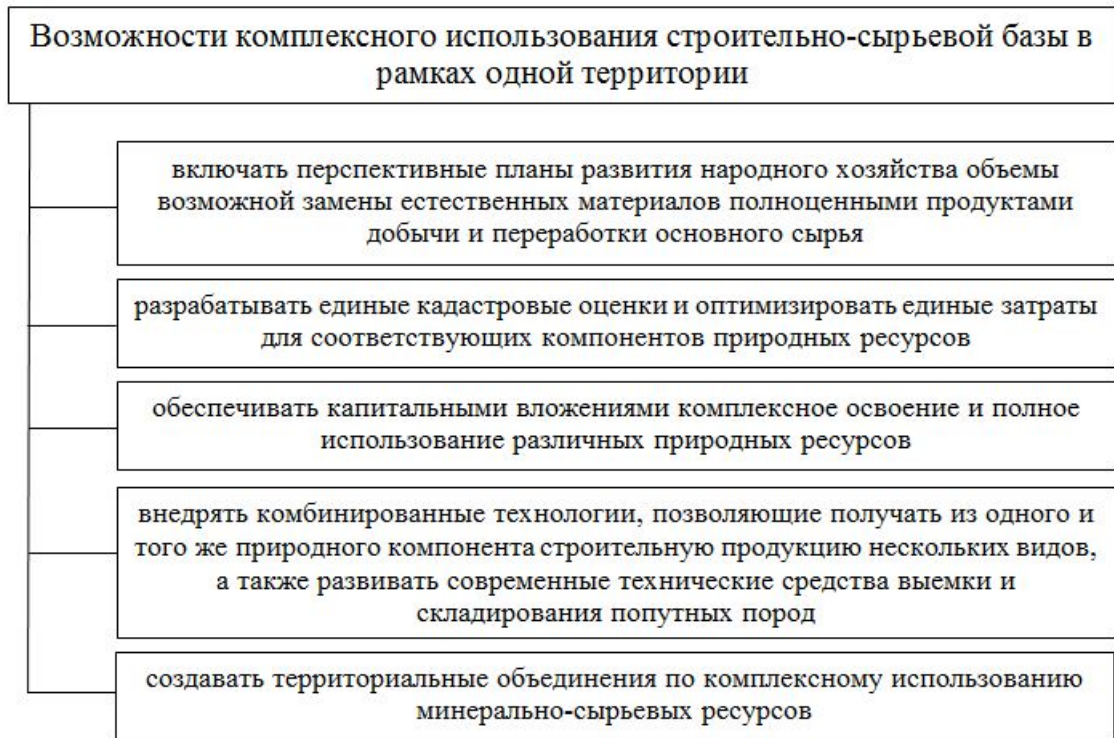 Возможности комплексного использования строительно-сырьевой базы в
рамках одной территории
включать перспективные планы развития народного хозяйства объемы
возможной замены естественных материалов полноценными продуктами
добычи и переработки основного сырья
разрабатывать единые кадастровые оценки и оптимизировать единые затраты
для соответствующих компонентов природных ресурсов
обеспечивать капитальными вложениями комплексное освоение и полное
использование различных природных ресурсов
внедрять комбинированные технологии, позволяющие получать из одного и
того же природного компонента строительную продукцию нескольких видов,
а также развивать современные технические средства выемки и
складирования попутных пород
создавать территориальные объединения по комплексному использованию
минерально-сырьевых ресурсов